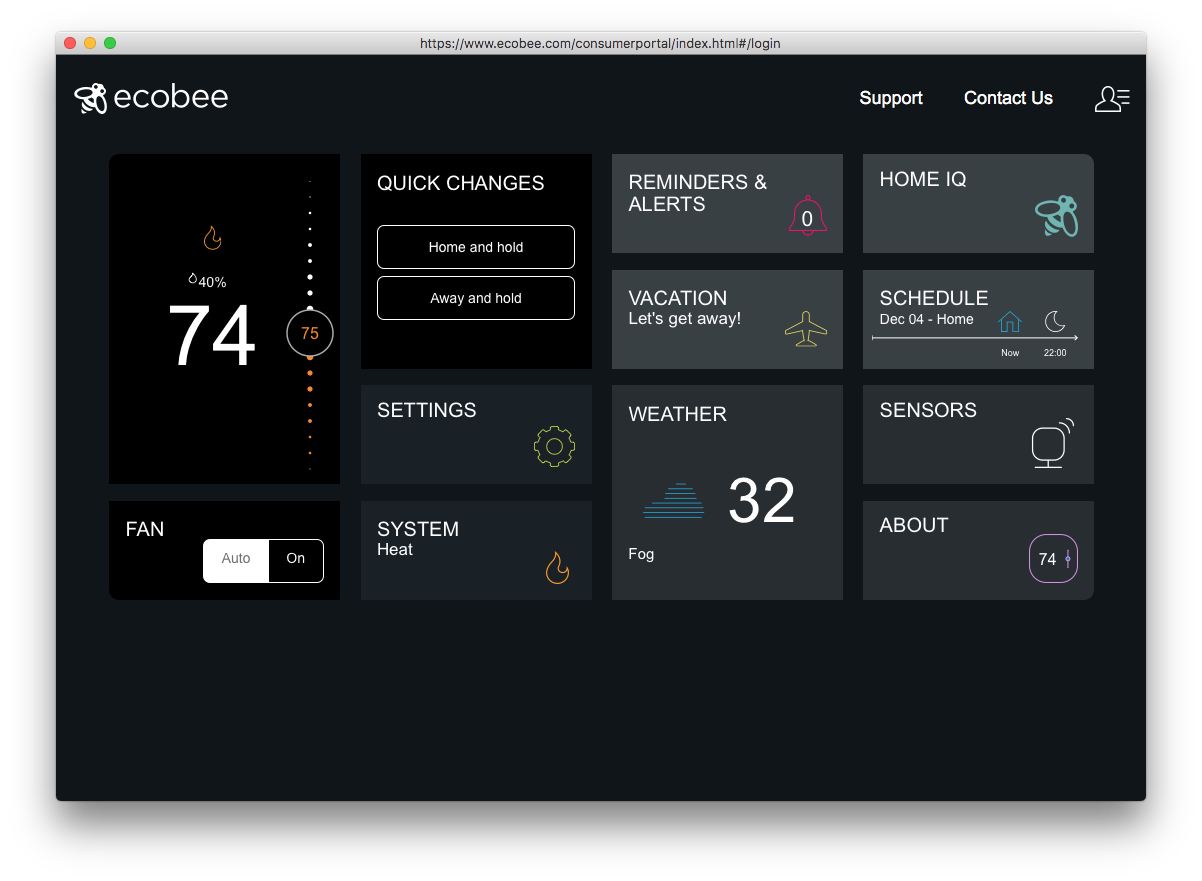 https://www.ecobee.com/consumerportal/index.html#/login
ecobee
Support
Contact Us
40%
74
75
FAN
Auto
On
QUICK CHANGES
Home and hold
Away and hold
SETTINGS
SYSTEM
Heat
REMINDERS &
ALERTS
0
VACATION
Let's get away!
WEATHER
32
Fog
HOME IQ
SCHEDULE
Dec 04 - Home
Now
22:00
SENSORS
ABOUT
74